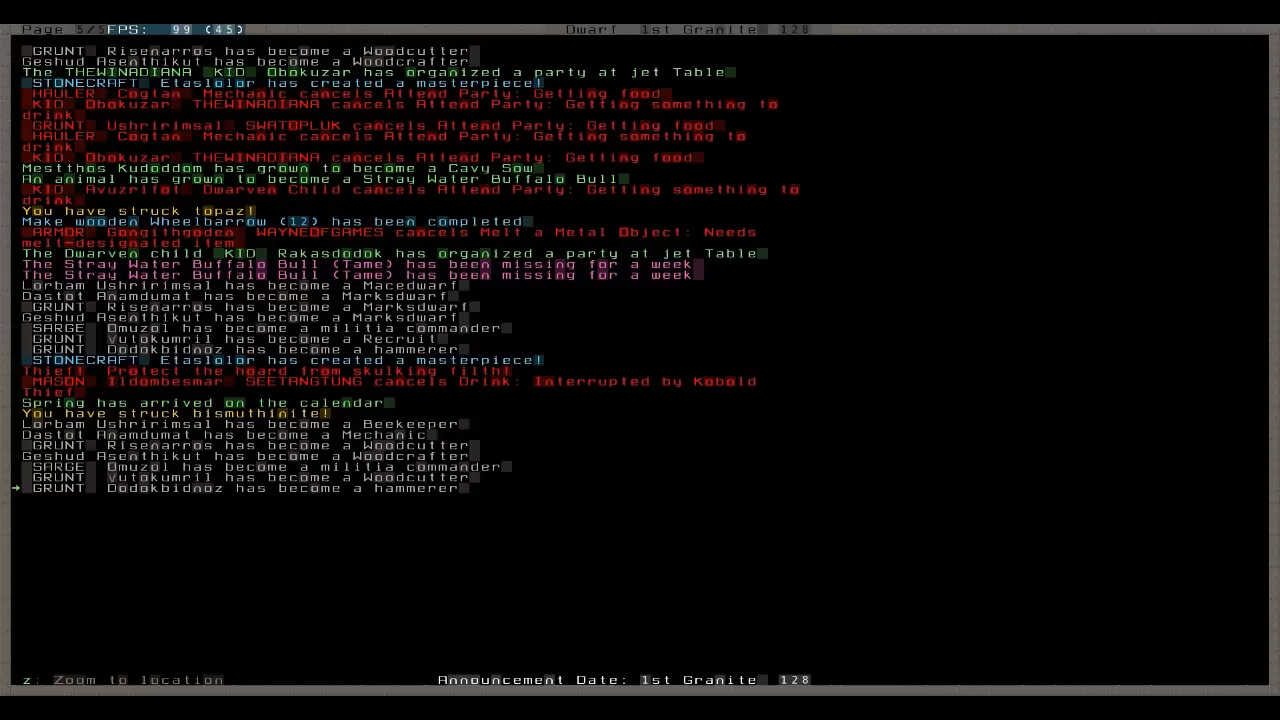 Page 5/5 FPS: 99 (45) Dwarf 1st Granite 128
GRUNT Risenarros has become a Woodcutter
Geshud Asenthikut has become a Woodcrafter
The THEWINADIANA KID Obokuzar has organized a party at jet Table
STONECRAFT Etaslolor has created a masterpiece!
HAULER Cogtan Mechanic cancels Attend Party: Getting food
KID Obokuzar THEWINADIANA cancels Attend Party: Getting something to
drink
GRUNT Ushririmsal SWATOPLUK cancels Attend Party: Getting food
HAULER Cogtan Mechanic cancels Attend Party: Getting something to
drink
KID Obokuzar THEWINADIANA cancels Attend Party: Getting food
Mestthos Kudoddom has grown to become a Cavy Sow
An animal has grown to become a Stray Water Buffalo Bull
KID Avuzrifot Dwarven Child cancels Attend Party: Getting something to
drink
You have struck topaz!
Make wooden Wheelbarrow (12) has been completed
ARMOR Gongithgoden WAYNEOFGAMES cancels Melt a Metal Object: Needs
melt-designated item
The Dwarven child KID Rakasdodok has organized a party at jet Table
The Stray Water Buffalo Bull (Tame) has been missing for a week
The Stray Water Buffalo Bull (Tame) has been missing for a week
Lorbam Ushririmsal has become a Macedwarf
Dastot Anamdumat has become a Marksdwarf
GRUNT Risenarros has become a Marksdwarf
Geshud Asenthikut has become a Marksdwarf
SARGE Omuzol has become a militia commander
GRUNT Vutokumril has become a Recruit
GRUNT Dodokbidnoz has become a hammerer
STONECRAFT Etaslolor has created a masterpiece!
Thief! Protect the hoard from skulking filth!
MASON Ildombesmar SEETANGTUNG cancels Drink: Interrupted by Kobold
Thief
Spring has arrived on the calendar
You have struck bismuthinite!
Lorbam Ushririmsal has become a Beekeeper
Dastot Anamdumat has become a Mechanic
GRUNT Risenarros has become a Woodcutter
Geshud Asenthikut has become a Woodcrafter
SARGE Omuzol has become a militia commander
GRUNT Vutokumril has become a Woodcutter
GRUNT Dodokbidnoz has become a hammerer
z: Zoom to location Announcement Date: 1st Granite 128